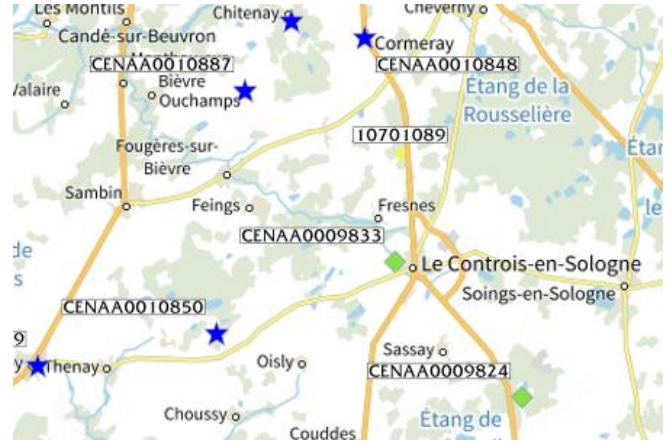 Les Montils
Chitenay
Cheverny
Candé-sur-Beuvron
Cormeray
CENAA0010887
CENAA0010848
Valaire
Bièvre
Ouchamps
Étang de la
Rousselière
10701089
Fougères-sur-
Bièvre
Étan
Sambin
Feings
Fresnes
le
CENAA0009833
de
Le Controis-en-Sologne
s
Soings-en-Sologne
CENAA0010850
9
y
Thenay
Oisly
Sassay
CENAA0009824
Choussy
Couddes
Étang de